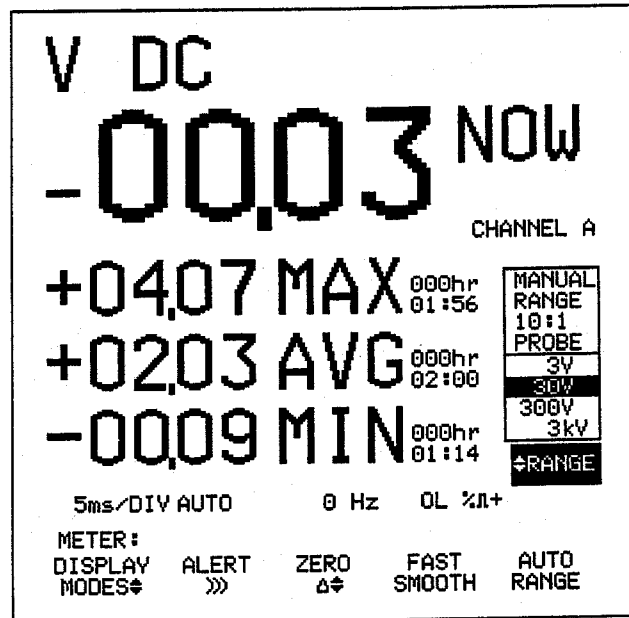 V DC
-00.03 NOW
CHANNEL A
+04.07 MAX 000hr 01:56
+02.03 AVG 000hr 02:00
-00.09 MIN 000hr 01:14
MANUAL
RANGE
10:1
PROBE
3V
30V
300V
3kV
≑RANGE
5ms/DIV AUTO 0 Hz OL %⎍+
METER:
DISPLAY MODES≑
ALERT )))
ZERO ∆≑
FAST SMOOTH
AUTO RANGE